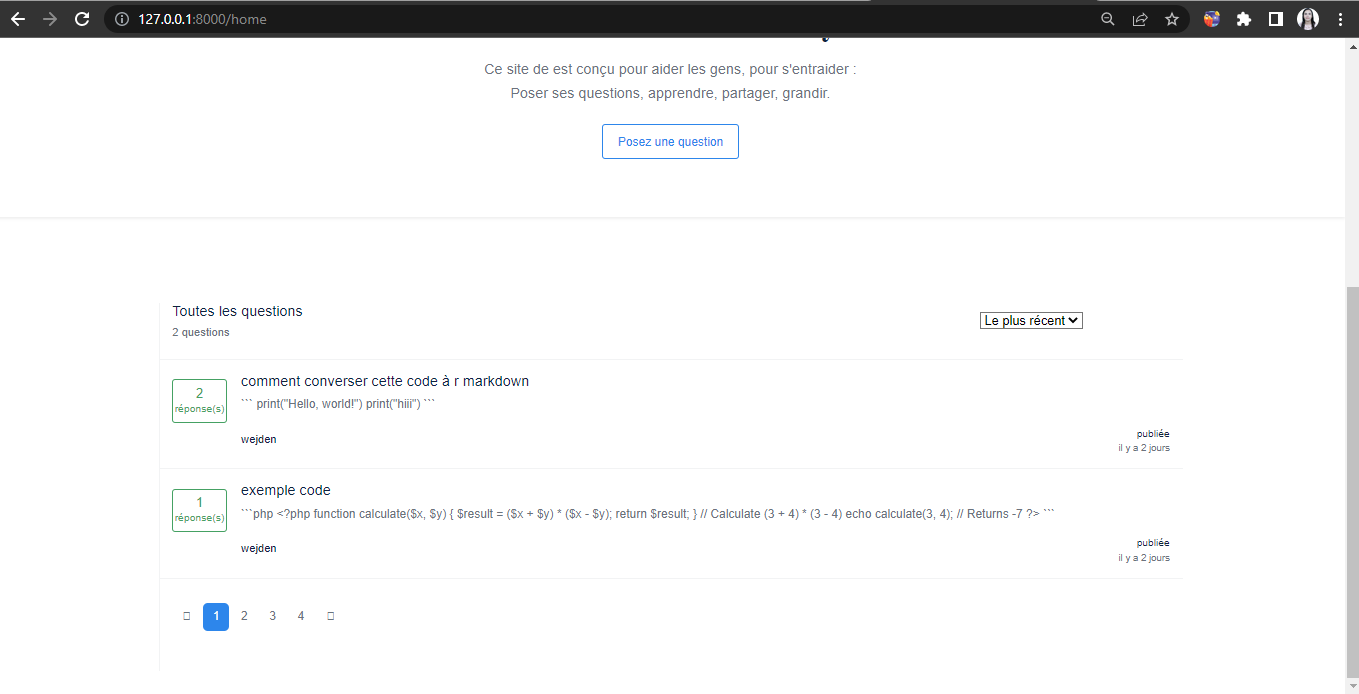 127.0.0.1:8000/home
Ce site de est conçu pour aider les gens, pour s'entraider :
Poser ses questions, apprendre, partager, grandir.
Posez une question
Toutes les questions
2 questions
Le plus récent
2
réponse(s)
comment converser cette code à r markdown
``` print("Hello, world!") print("hiii") ```
wejden
publiée
il y a 2 jours
1
réponse(s)
exemple code
```php <?php function calculate($x, $y) { $result = ($x + $y) * ($x - $y); return $result; } // Calculate (3 + 4) * (3 - 4) echo calculate(3, 4); // Returns -7 ?> ```
wejden
publiée
il y a 2 jours
1 2 3 4